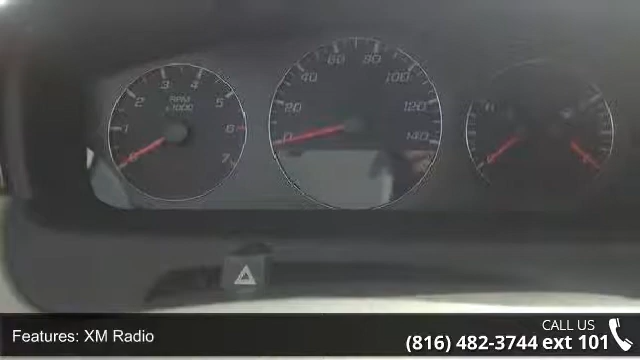 3 4
2 5
RPM
x1000
1 6
0 7
60 80
40 100
20 120
0 140
Features: XM Radio
CALL US
(816) 482-3744 ext 101